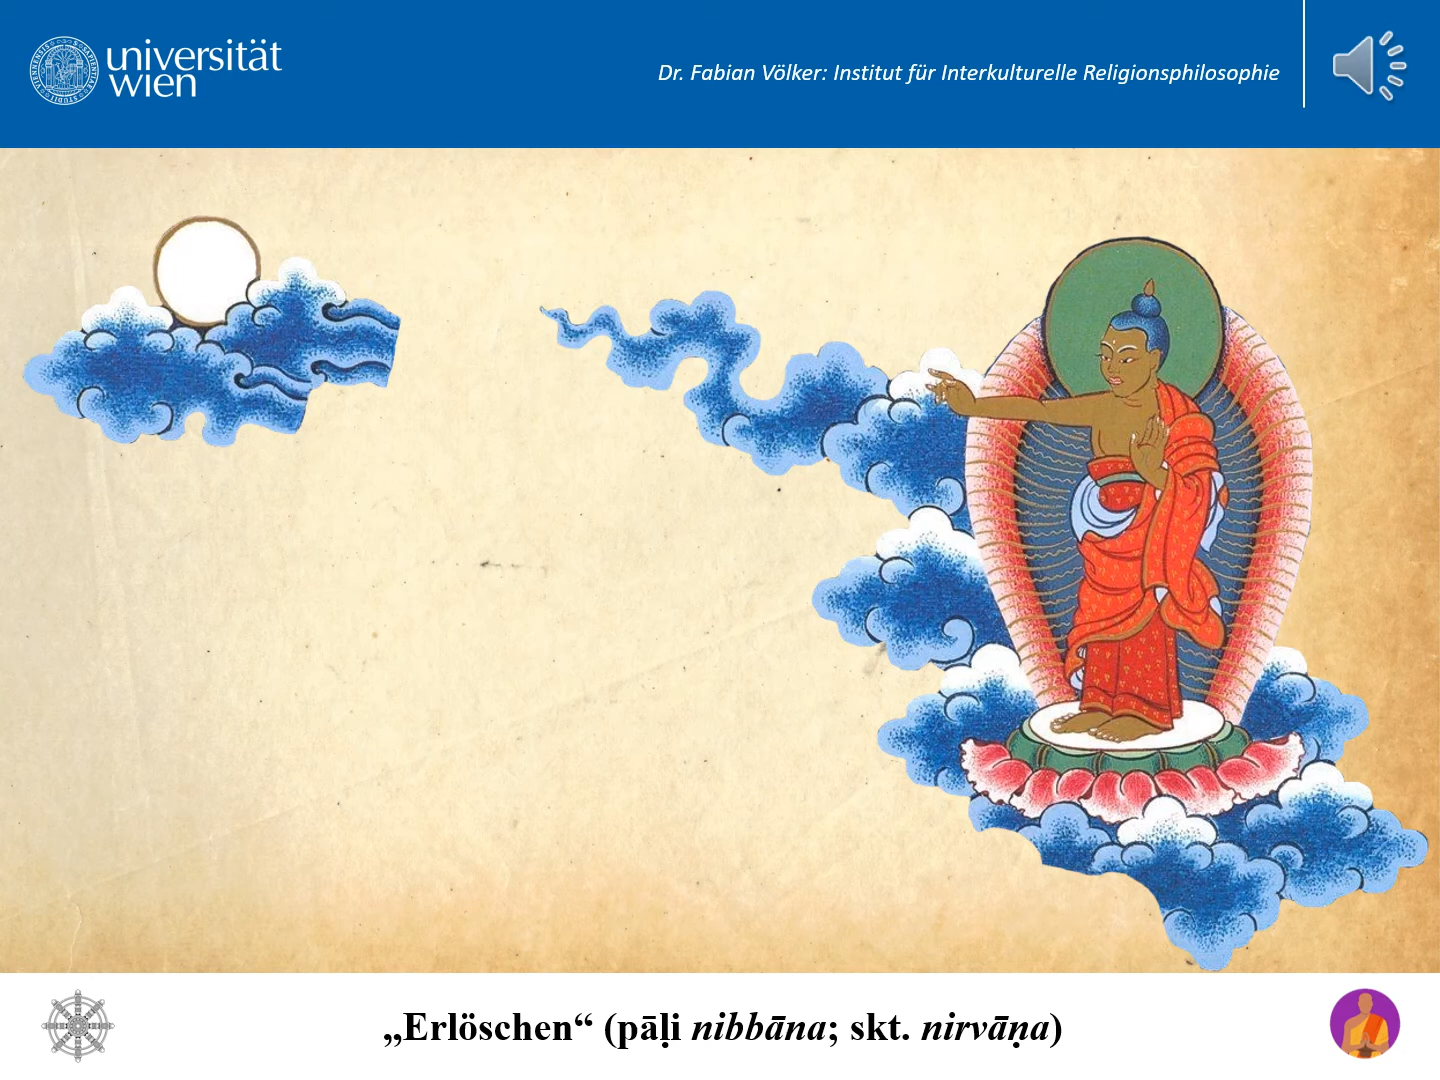 universität
wien
Dr. Fabian Völker: Institut für Interkulturelle Religionsphilosophie
„Erlöschen“ (pāḷi nibbāna; skt. nirvāṇa)